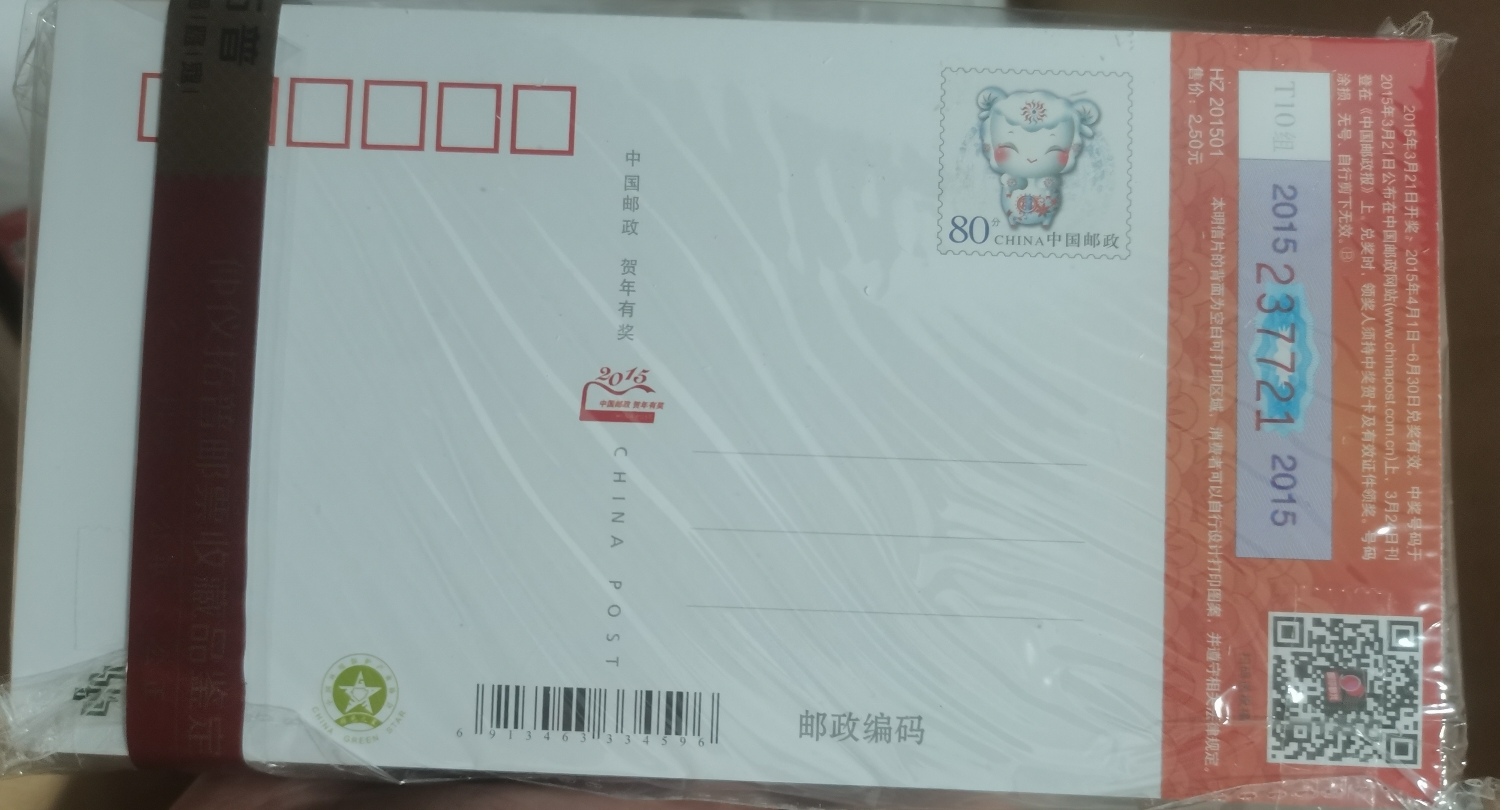 中国邮政 贺年有奖
2015
中国邮政 贺年有奖
CHINA POST
80分
CHINA中国邮政
邮政编码
6 913463 334596
CHINA GREEN STAR
2015年3月21日开奖，2015年4月1日－6月30日兑奖有效。中奖号码于
2015年3月21日公布在中国邮政网站(www.chinapost.com.cn)上，3月24日刊
登在《中国邮政报》上。兑奖时，领奖人须持中奖贺卡及有效证件领奖。号码
涂损、无号、自行剪下无效。
T10组
2015 237721 2015
HZ 201501 本明信片的背面为空白可打印区域，消费者可以自行设计打印图案，并遵守相关法律规定。
售价：2.50元